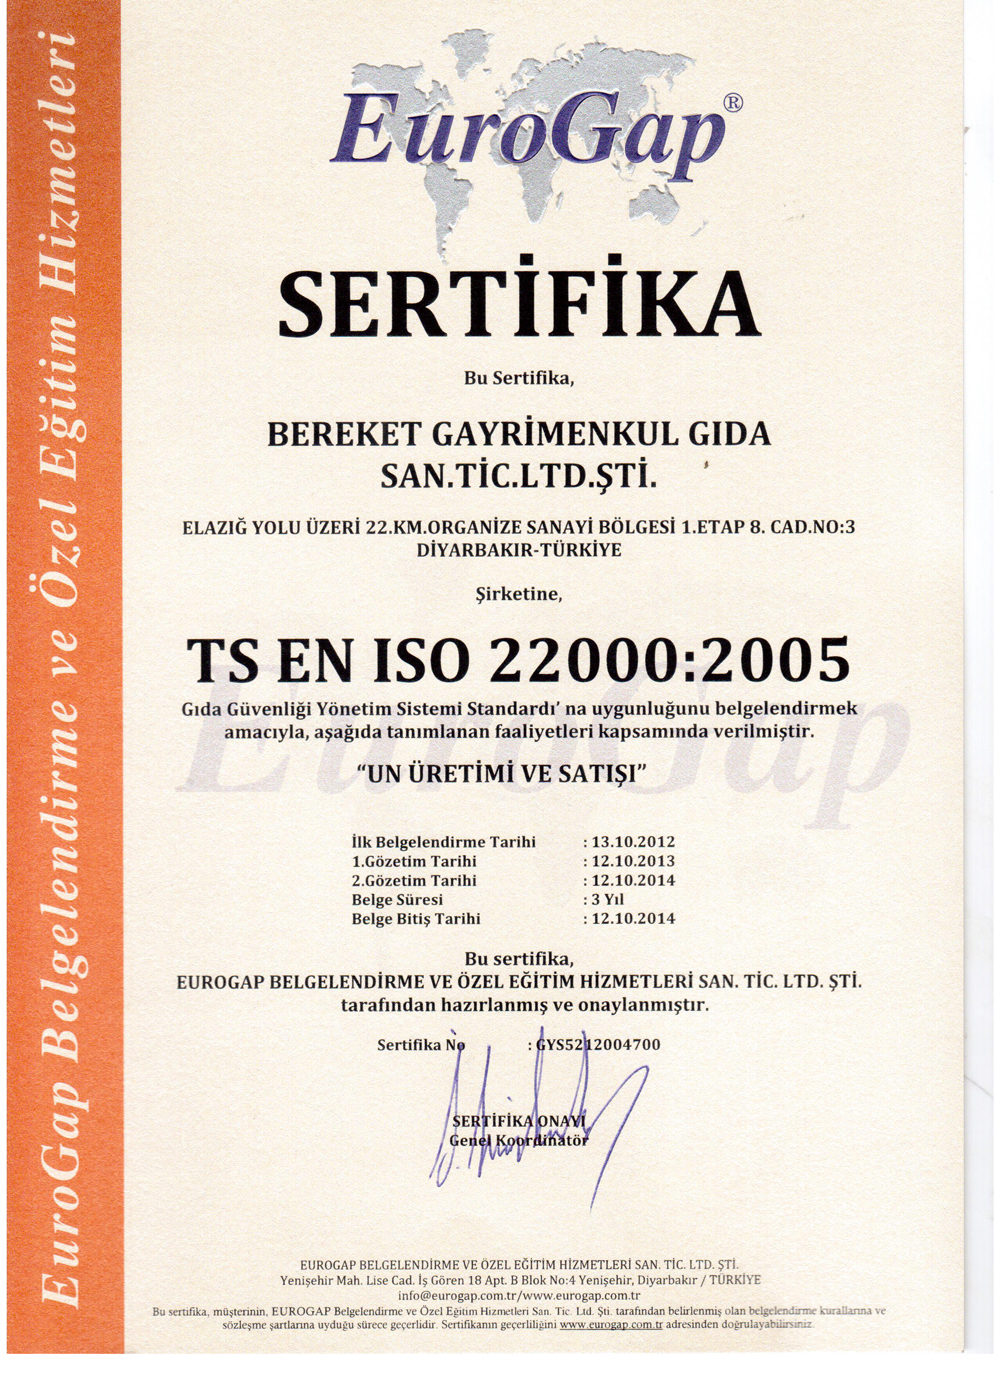 EuroGap Belgelendirme ve Özel Eğitim Hizmetleri
EuroGap®
SERTİFİKA
Bu Sertifika,
BEREKET GAYRİMENKUL GIDA
SAN.TİC.LTD.ŞTİ.
ELAZIĞ YOLU ÜZERİ 22.KM.ORGANİZE SANAYİ BÖLGESİ 1.ETAP 8. CAD.NO:3
DİYARBAKIR-TÜRKİYE
Şirketine,
TS EN ISO 22000:2005
Gıda Güvenliği Yönetim Sistemi Standardı' na uygunluğunu belgelendirmek
amacıyla, aşağıda tanımlanan faaliyetleri kapsamında verilmiştir.
EuroGap
“UN ÜRETİMİ VE SATIŞI”
İlk Belgelendirme Tarihi : 13.10.2012
1.Gözetim Tarihi : 12.10.2013
2.Gözetim Tarihi : 12.10.2014
Belge Süresi : 3 Yıl
Belge Bitiş Tarihi : 12.10.2014
Bu sertifika,
EUROGAP BELGELENDİRME VE ÖZEL EĞİTİM HİZMETLERİ SAN. TİC. LTD. ŞTİ.
tarafından hazırlanmış ve onaylanmıştır.
Sertifika No : GYS5212004700
SERTİFİKA ONAYI
Genel Koordinatör
EUROGAP BELGELENDİRME VE ÖZEL EĞİTİM HİZMETLERİ SAN. TİC. LTD. ŞTİ.
Yenişehir Mah. Lise Cad. İş Gören 18 Apt. B Blok No:4 Yenişehir, Diyarbakır / TÜRKİYE
info@eurogap.com.tr/www.eurogap.com.tr
Bu sertifika, müşterinin, EUROGAP Belgelendirme ve Özel Eğitim Hizmetleri San. Tic. Ltd. Şti. tarafından belirlenmiş olan belgelendirme kurallarına ve
sözleşme şartlarına uyduğu sürece geçerlidir. Sertifikanın geçerliliğini www.eurogap.com.tr adresinden doğrulayabilirsiniz.